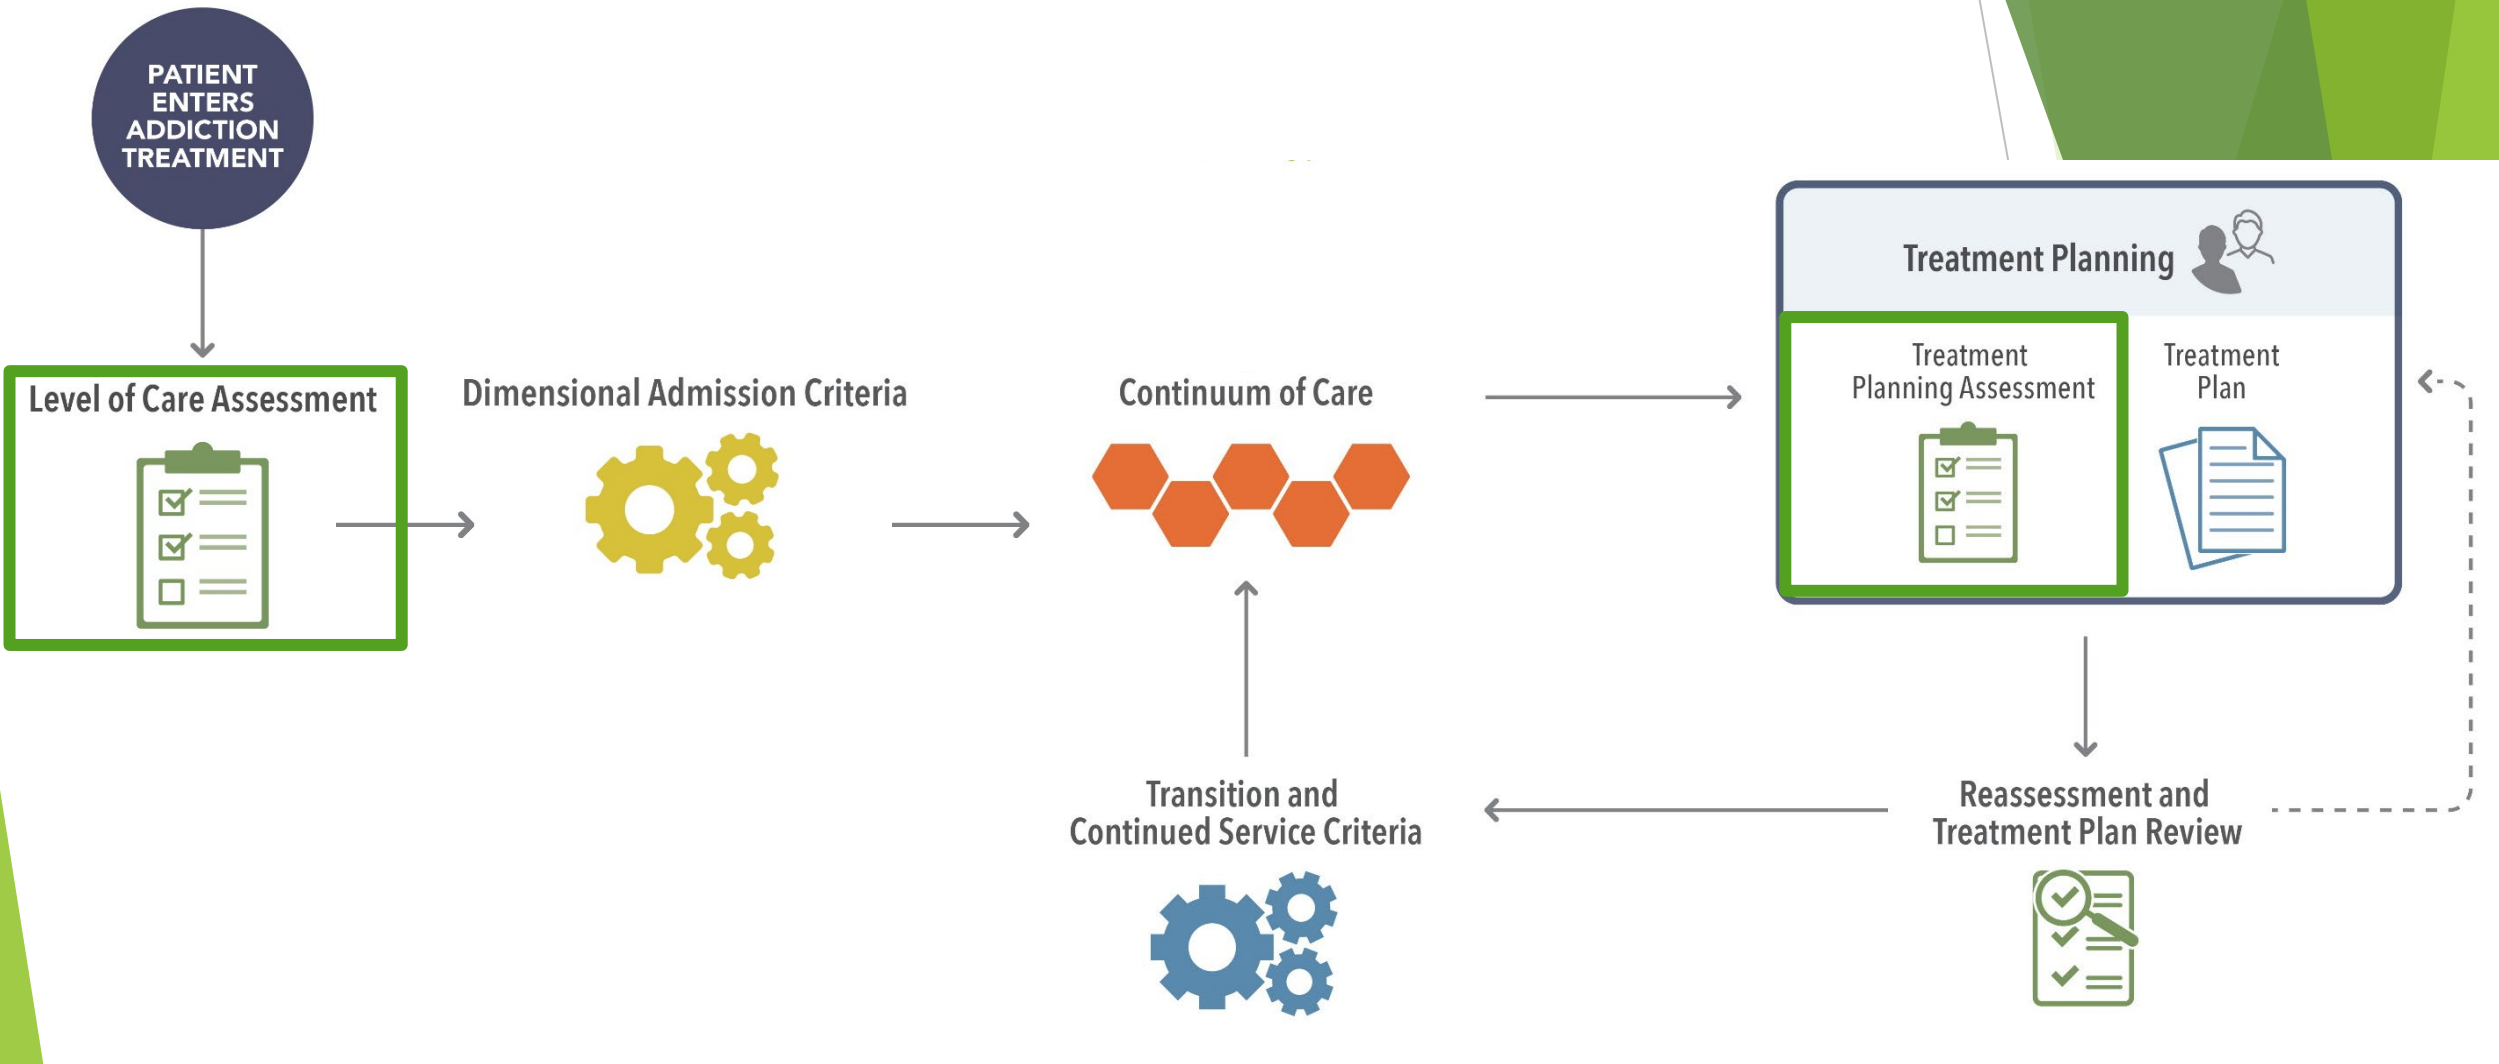 PATIENT
ENTERS
ADDICTION
TREATMENT
Level of Care Assessment
Dimensional Admission Criteria
Continuum of Care
Treatment Planning
Treatment
Planning Assessment
Treatment
Plan
Transition and
Continued Service Criteria
Reassessment and
Treatment Plan Review